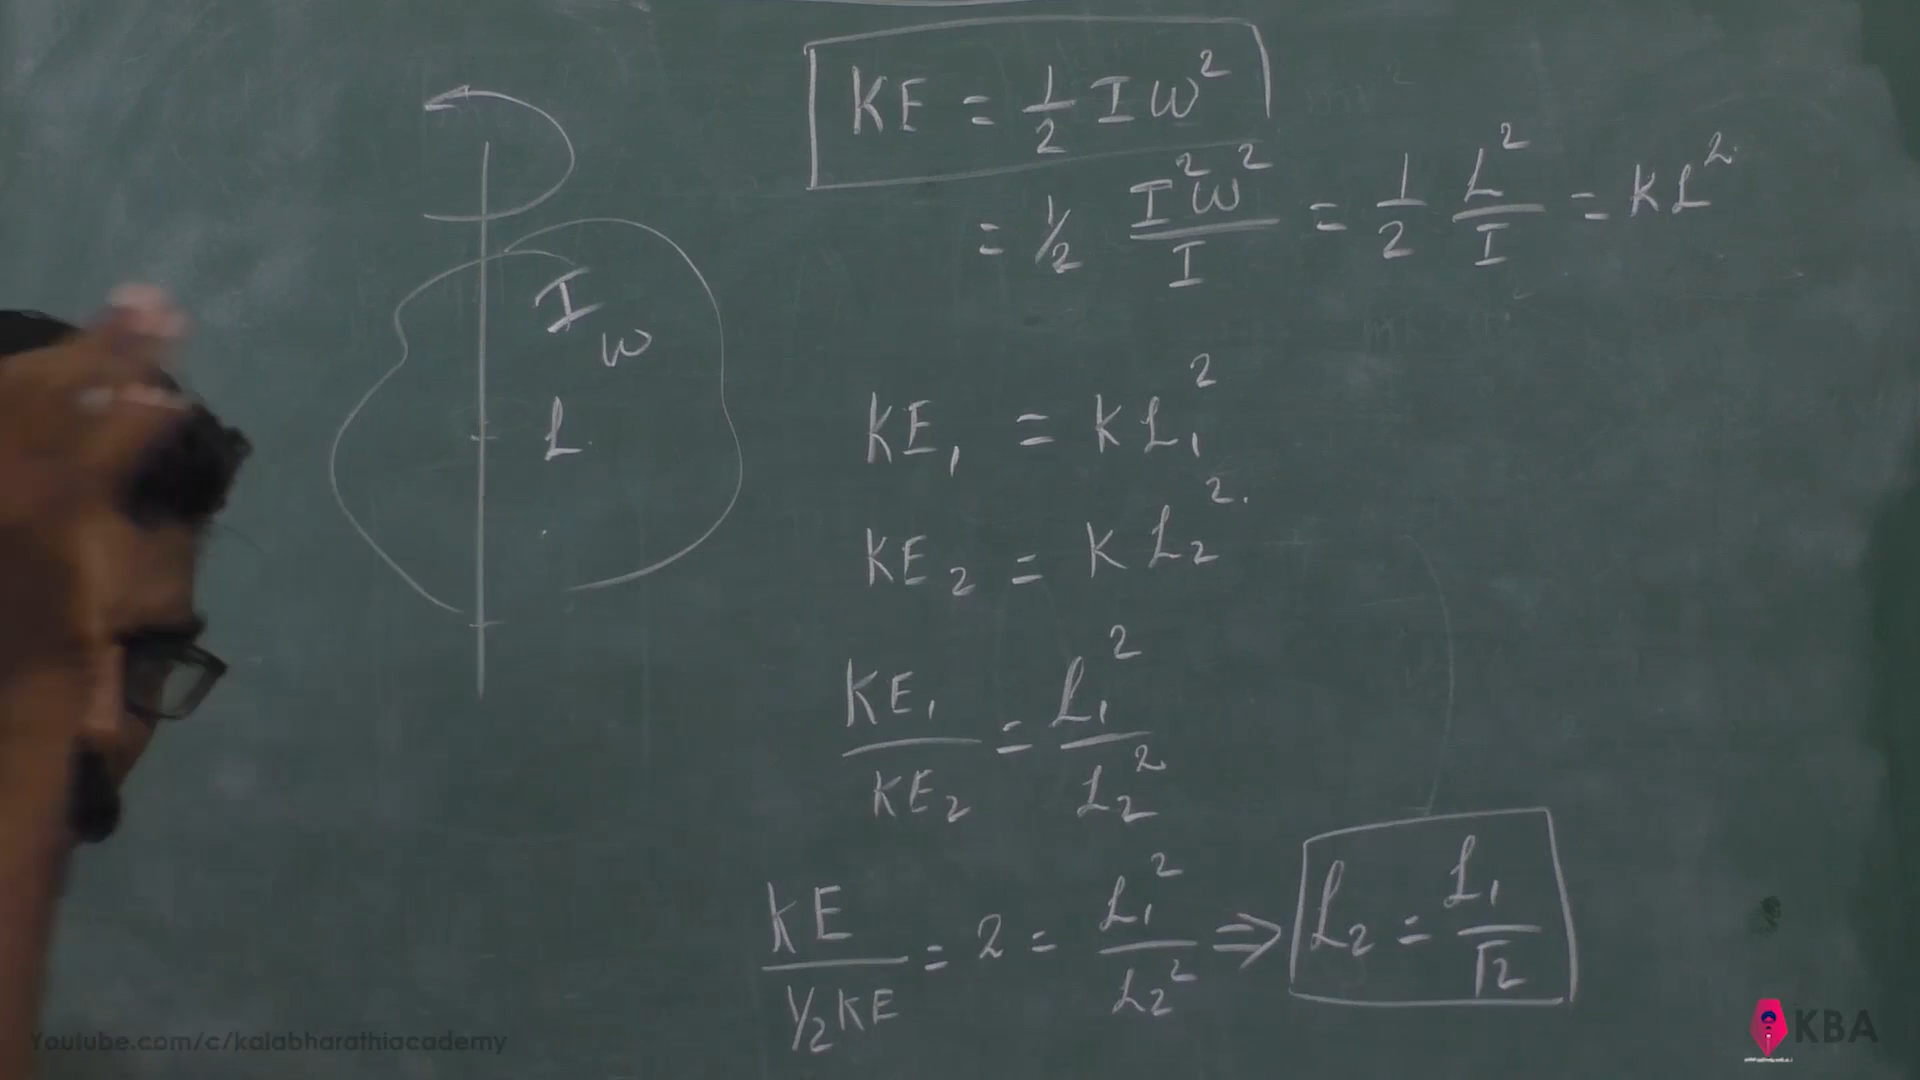 KE = 1/2 I ω²
= 1/2 I²ω²/I = 1/2 L²/I = KL²
I
ω
L
KE₁ = KL₁²
KE₂ = KL₂²
KE₁/KE₂ = L₁²/L₂²
KE/(1/2 KE) = 2 = L₁²/L₂² ⇒ L₂ = L₁/√2
Youtube.com/c/kalabharathiacademy
KBA